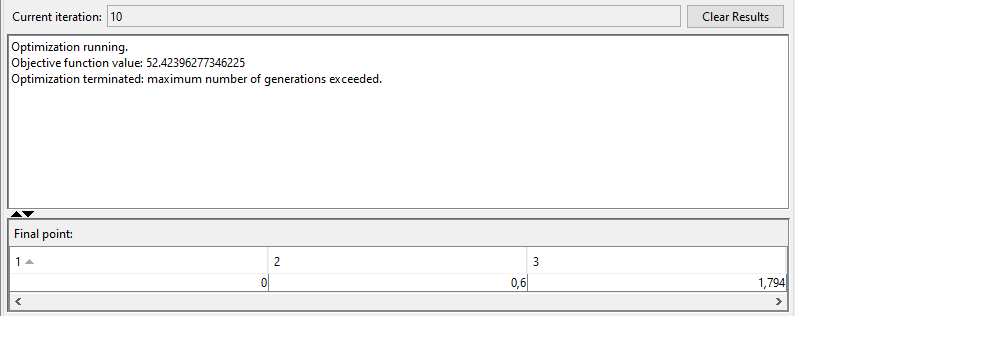 Current iteration: 10 Clear Results
Optimization running.
Objective function value: 52.42396277346225
Optimization terminated: maximum number of generations exceeded.
Final point:
1 2 3
0 0,6 1,794